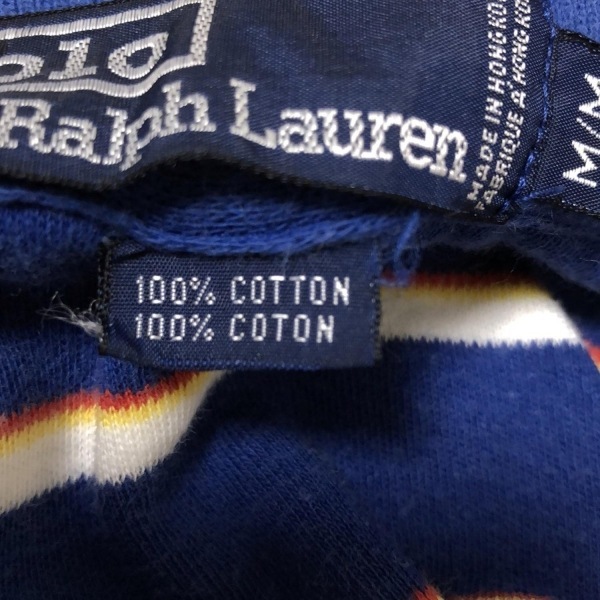 Polo
Ralph Lauren
MADE IN HONG KONG
FABRIQUE À HONG KONG
M/M
100% COTTON
100% COTON